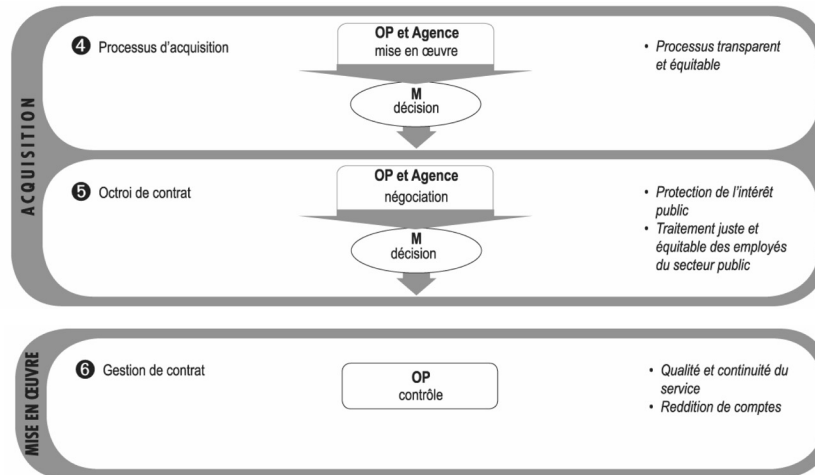 ACQUISITION
❹ Processus d'acquisition
OP et Agence
mise en œuvre
M
décision
• Processus transparent
et équitable
❺ Octroi de contrat
OP et Agence
négociation
M
décision
• Protection de l'intérêt
public
• Traitement juste et
équitable des employés
du secteur public
MISE EN ŒUVRE
❻ Gestion de contrat
OP
contrôle
• Qualité et continuité du
service
• Reddition de comptes